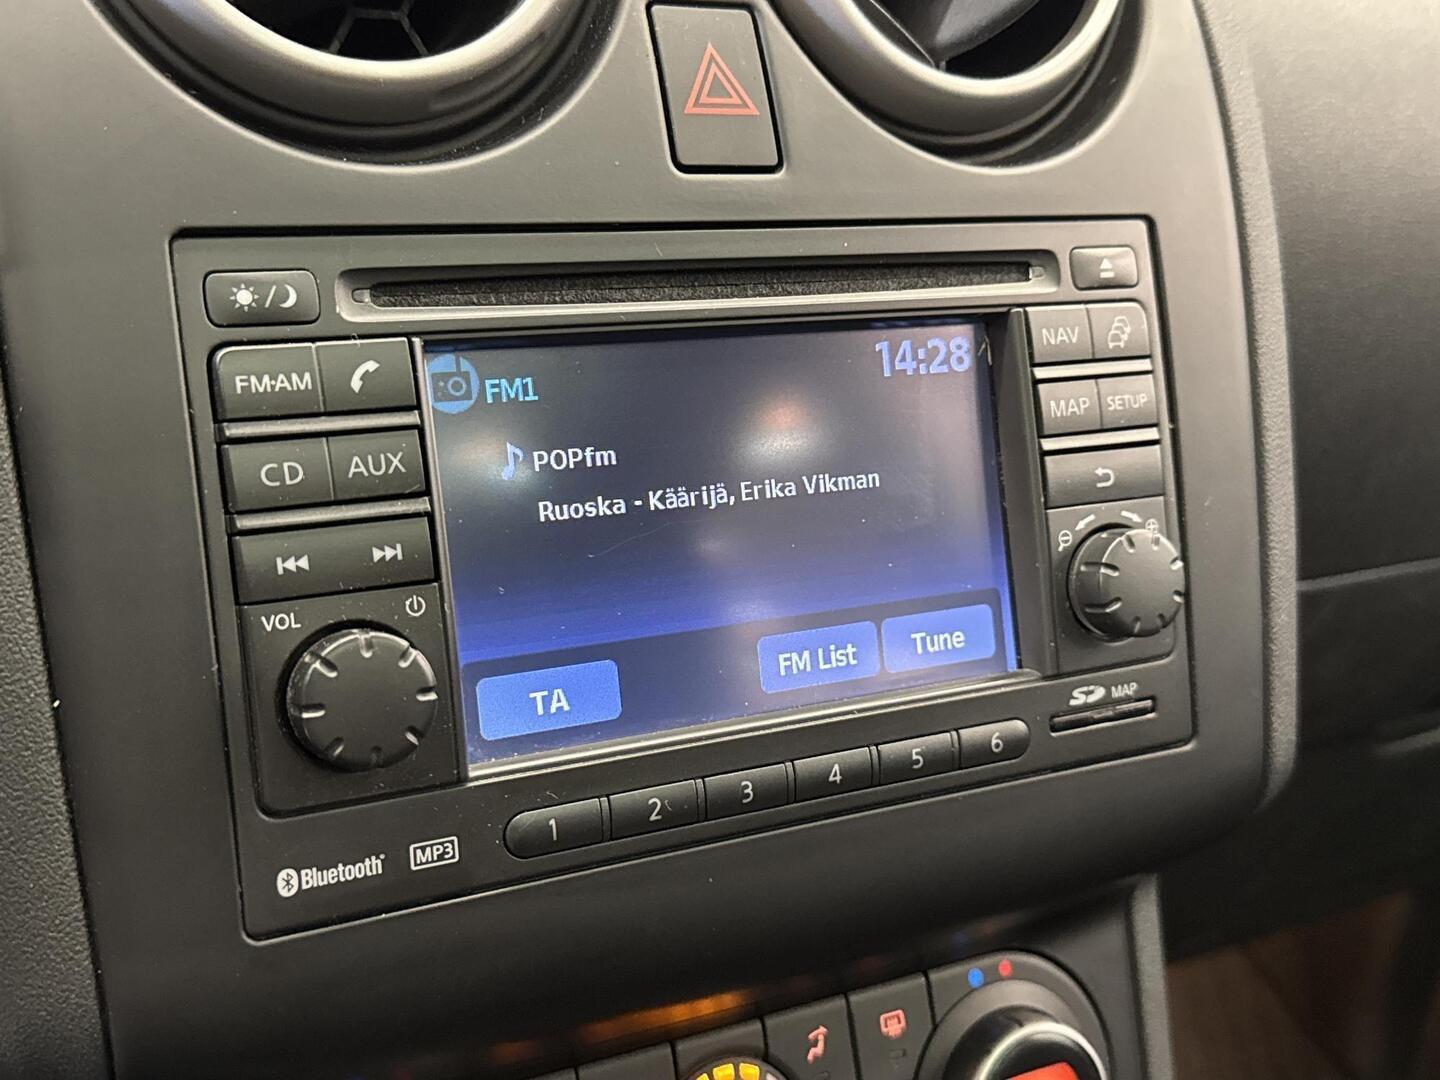 FM·AM
CD
AUX
VOL
FM1
14:28
POPfm
Ruoska - Käärijä, Erika Vikman
TA
FM List
Tune
NAV
MAP
SETUP
SD MAP
1 2 3 4 5 6
Bluetooth
MP3